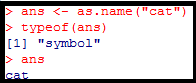 > ans <- as.name("cat")
> typeof(ans)
[1] "symbol"
> ans
cat